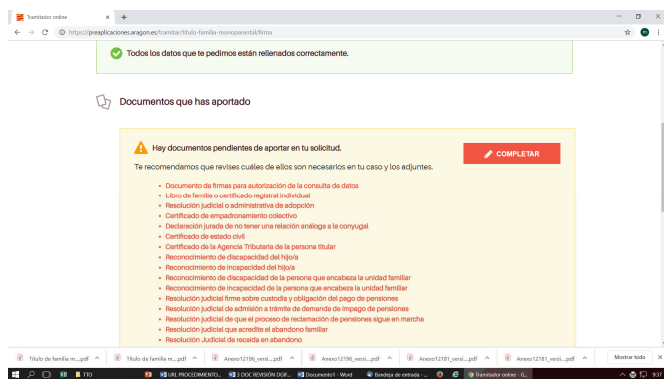 Tramitador online
https://preaplicaciones.aragon.es/tramitar/titulo-familia-monoparental/firma
Todos los datos que te pedimos están rellenados correctamente.
Documentos que has aportado
Hay documentos pendientes de aportar en tu solicitud.
COMPLETAR
Te recomendamos que revises cuáles de ellos son necesarios en tu caso y los adjuntes.
Documento de firmas para autorización de la consulta de datos
Libro de familia o certificado registral individual
Resolución judicial o administrativa de adopción
Certificado de empadronamiento colectivo
Declaración jurada de no tener una relación análoga a la conyugal
Certificado de estado civil
Certificado de la Agencia Tributaria de la persona titular
Reconocimiento de discapacidad del hijo/a
Reconocimiento de incapacidad del hijo/a
Reconocimiento de discapacidad de la persona que encabeza la unidad familiar
Reconocimiento de incapacidad de la persona que encabeza la unidad familiar
Resolución judicial firme sobre custodia y obligación del pago de pensiones
Resolución judicial de admisión a trámite de demanda de impago de pensiones
Resolución judicial de que el proceso de reclamación de pensiones sigue en marcha
Resolución judicial que acredite el abandono familiar
Resolución Judicial de recaída en abandono
Titulo de familia m....pdf Titulo de familia m....pdf Anexo12196_versi....pdf Anexo12196_versi....pdf Anexo12181_versi....pdf Anexo12181_versi....pdf Mostrar todo
TTO URL PROCEDIMIENTO... 3 DOC REVISIÓN DGIF... Documento1 - Word Bandeja de entrada - ... Tramitador online - G... 9:37